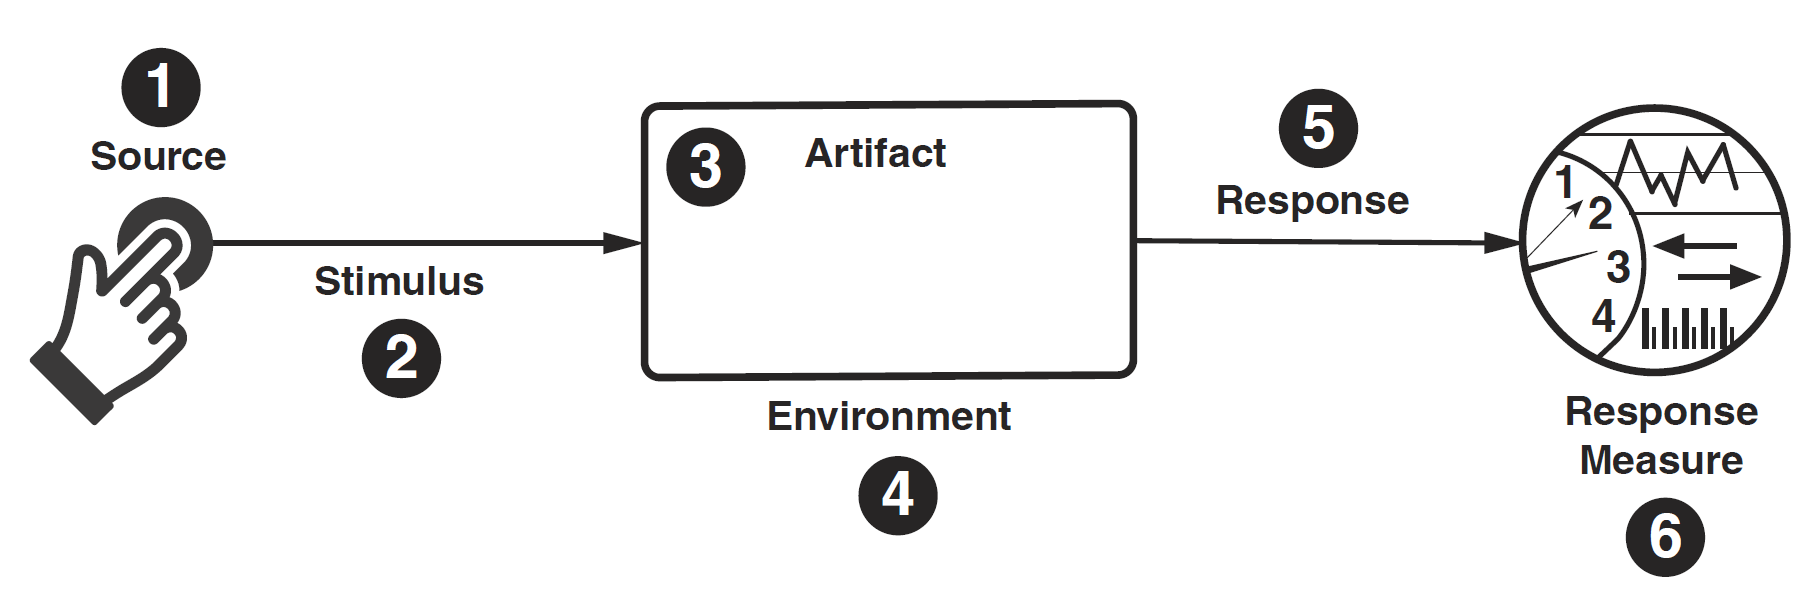 1
Source
Stimulus
2
3
Artifact
Environment
4
5
Response
1
2
3
4
Response
Measure
6